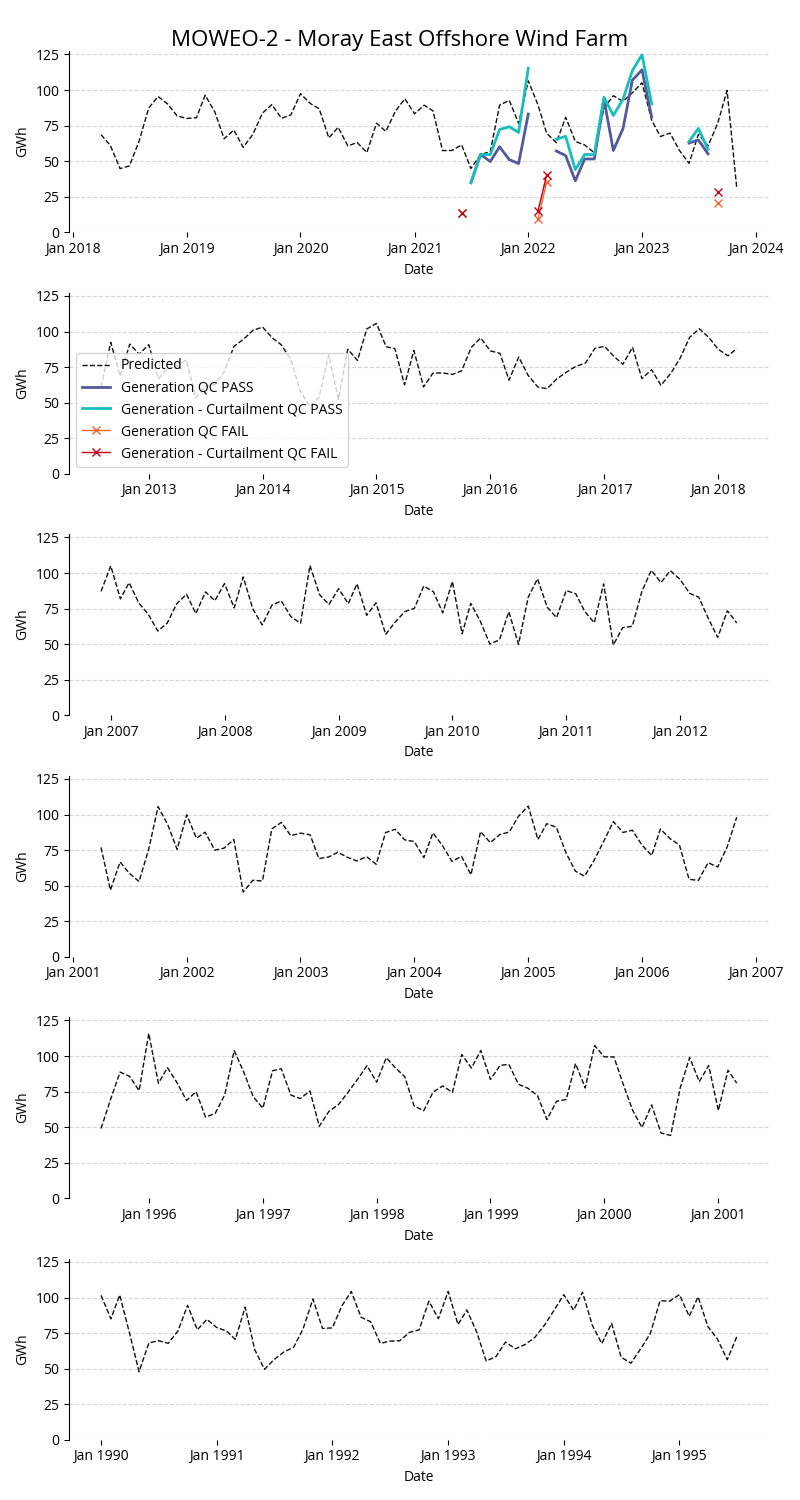 MOWEO-2 - Moray East Offshore Wind Farm
125
100
75
50
25
0
GWh
Jan 2018 Jan 2019 Jan 2020 Jan 2021 Jan 2022 Jan 2023 Jan 2024
Date
125
100
75
50
25
0
GWh
Predicted
Generation QC PASS
Generation - Curtailment QC PASS
Generation QC FAIL
Generation - Curtailment QC FAIL
Jan 2013 Jan 2014 Jan 2015 Jan 2016 Jan 2017 Jan 2018
Date
125
100
75
50
25
0
GWh
Jan 2007 Jan 2008 Jan 2009 Jan 2010 Jan 2011 Jan 2012
Date
125
100
75
50
25
0
GWh
Jan 2001 Jan 2002 Jan 2003 Jan 2004 Jan 2005 Jan 2006 Jan 2007
Date
125
100
75
50
25
0
GWh
Jan 1996 Jan 1997 Jan 1998 Jan 1999 Jan 2000 Jan 2001
Date
125
100
75
50
25
0
GWh
Jan 1990 Jan 1991 Jan 1992 Jan 1993 Jan 1994 Jan 1995
Date